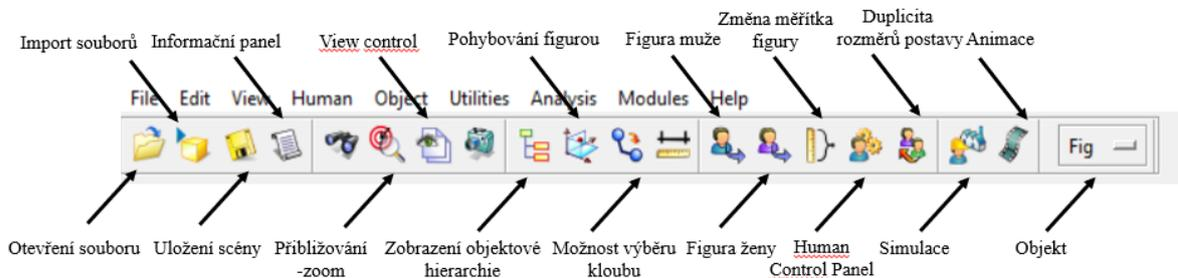 Změna měřítka
figury
Duplicita
rozměrů postavy
Import souborů
Informační panel
View control
Pohybování figurou
Figura muže
Animace
File Edit View Human Object Utilities Analysis Modules Help
Fig
Otevření souboru
Uložení scény
Přibližování
-zoom
Zobrazení objektové
hierarchie
Možnost výběru
kloubu
Figura ženy
Human
Control Panel
Simulace
Objekt